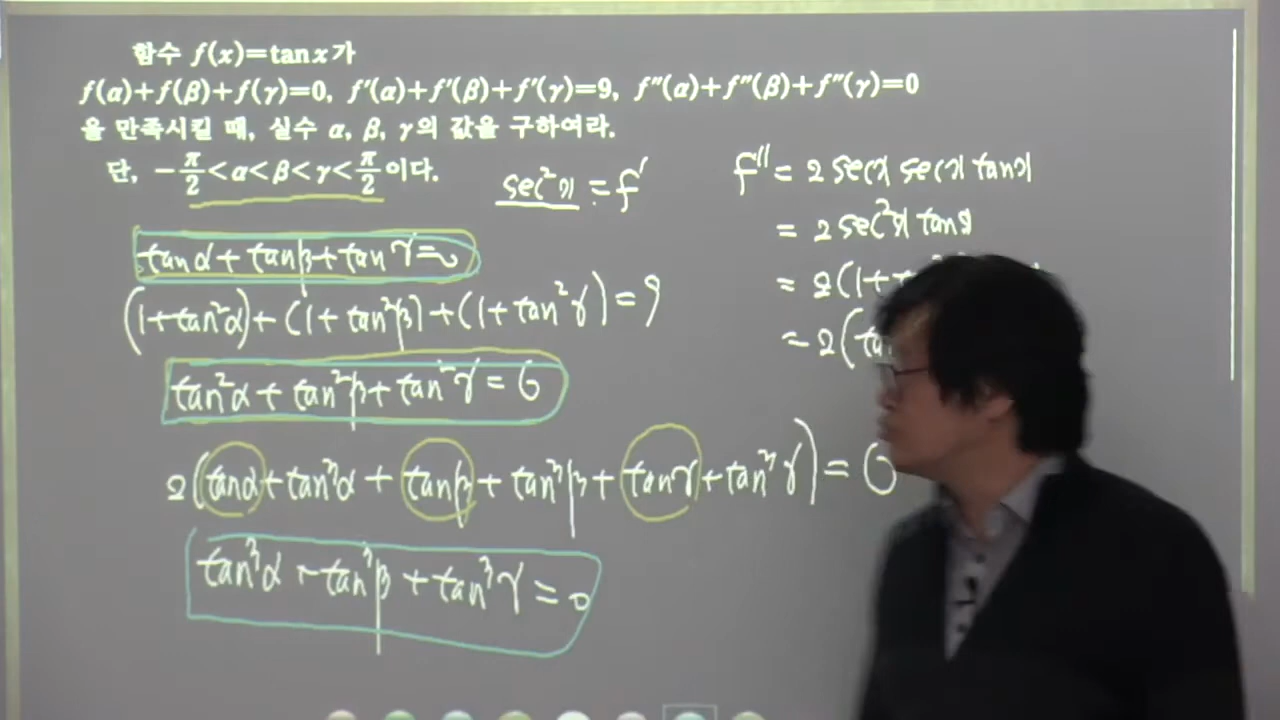 함수 f(x)=tanx가
f(α)+f(β)+f(γ)=0, f′(α)+f′(β)+f′(γ)=9, f″(α)+f″(β)+f″(γ)=0
을 만족시킬 때, 실수 α, β, γ의 값을 구하여라.
단, -π/2<α<β<γ<π/2이다.
sec²x = f′
tanα + tanβ + tanγ = 0
(1+tan²α) + (1+tan²β) + (1+tan²γ) = 9
tan²α + tan²β + tan²γ = 6
2(tanα + tan³α + tanβ + tan³β + tanγ + tan³γ) = 0
tan³α + tan³β + tan³γ = 0
f″ = 2 secx secx tanx
= 2 sec²x tanx
= 2(1+
= 2(